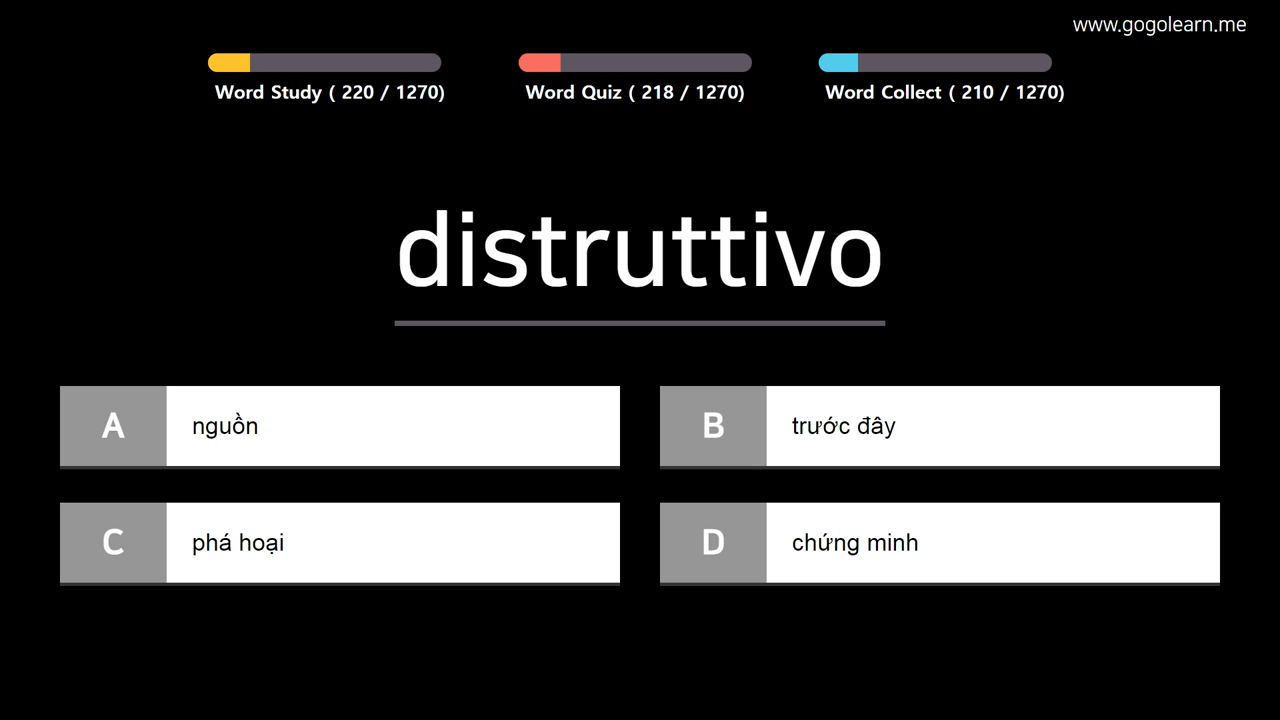 www.gogolearn.me
Word Study ( 220 / 1270)
Word Quiz ( 218 / 1270)
Word Collect ( 210 / 1270)
distruttivo
A nguồn
B trước đây
C phá hoại
D chứng minh